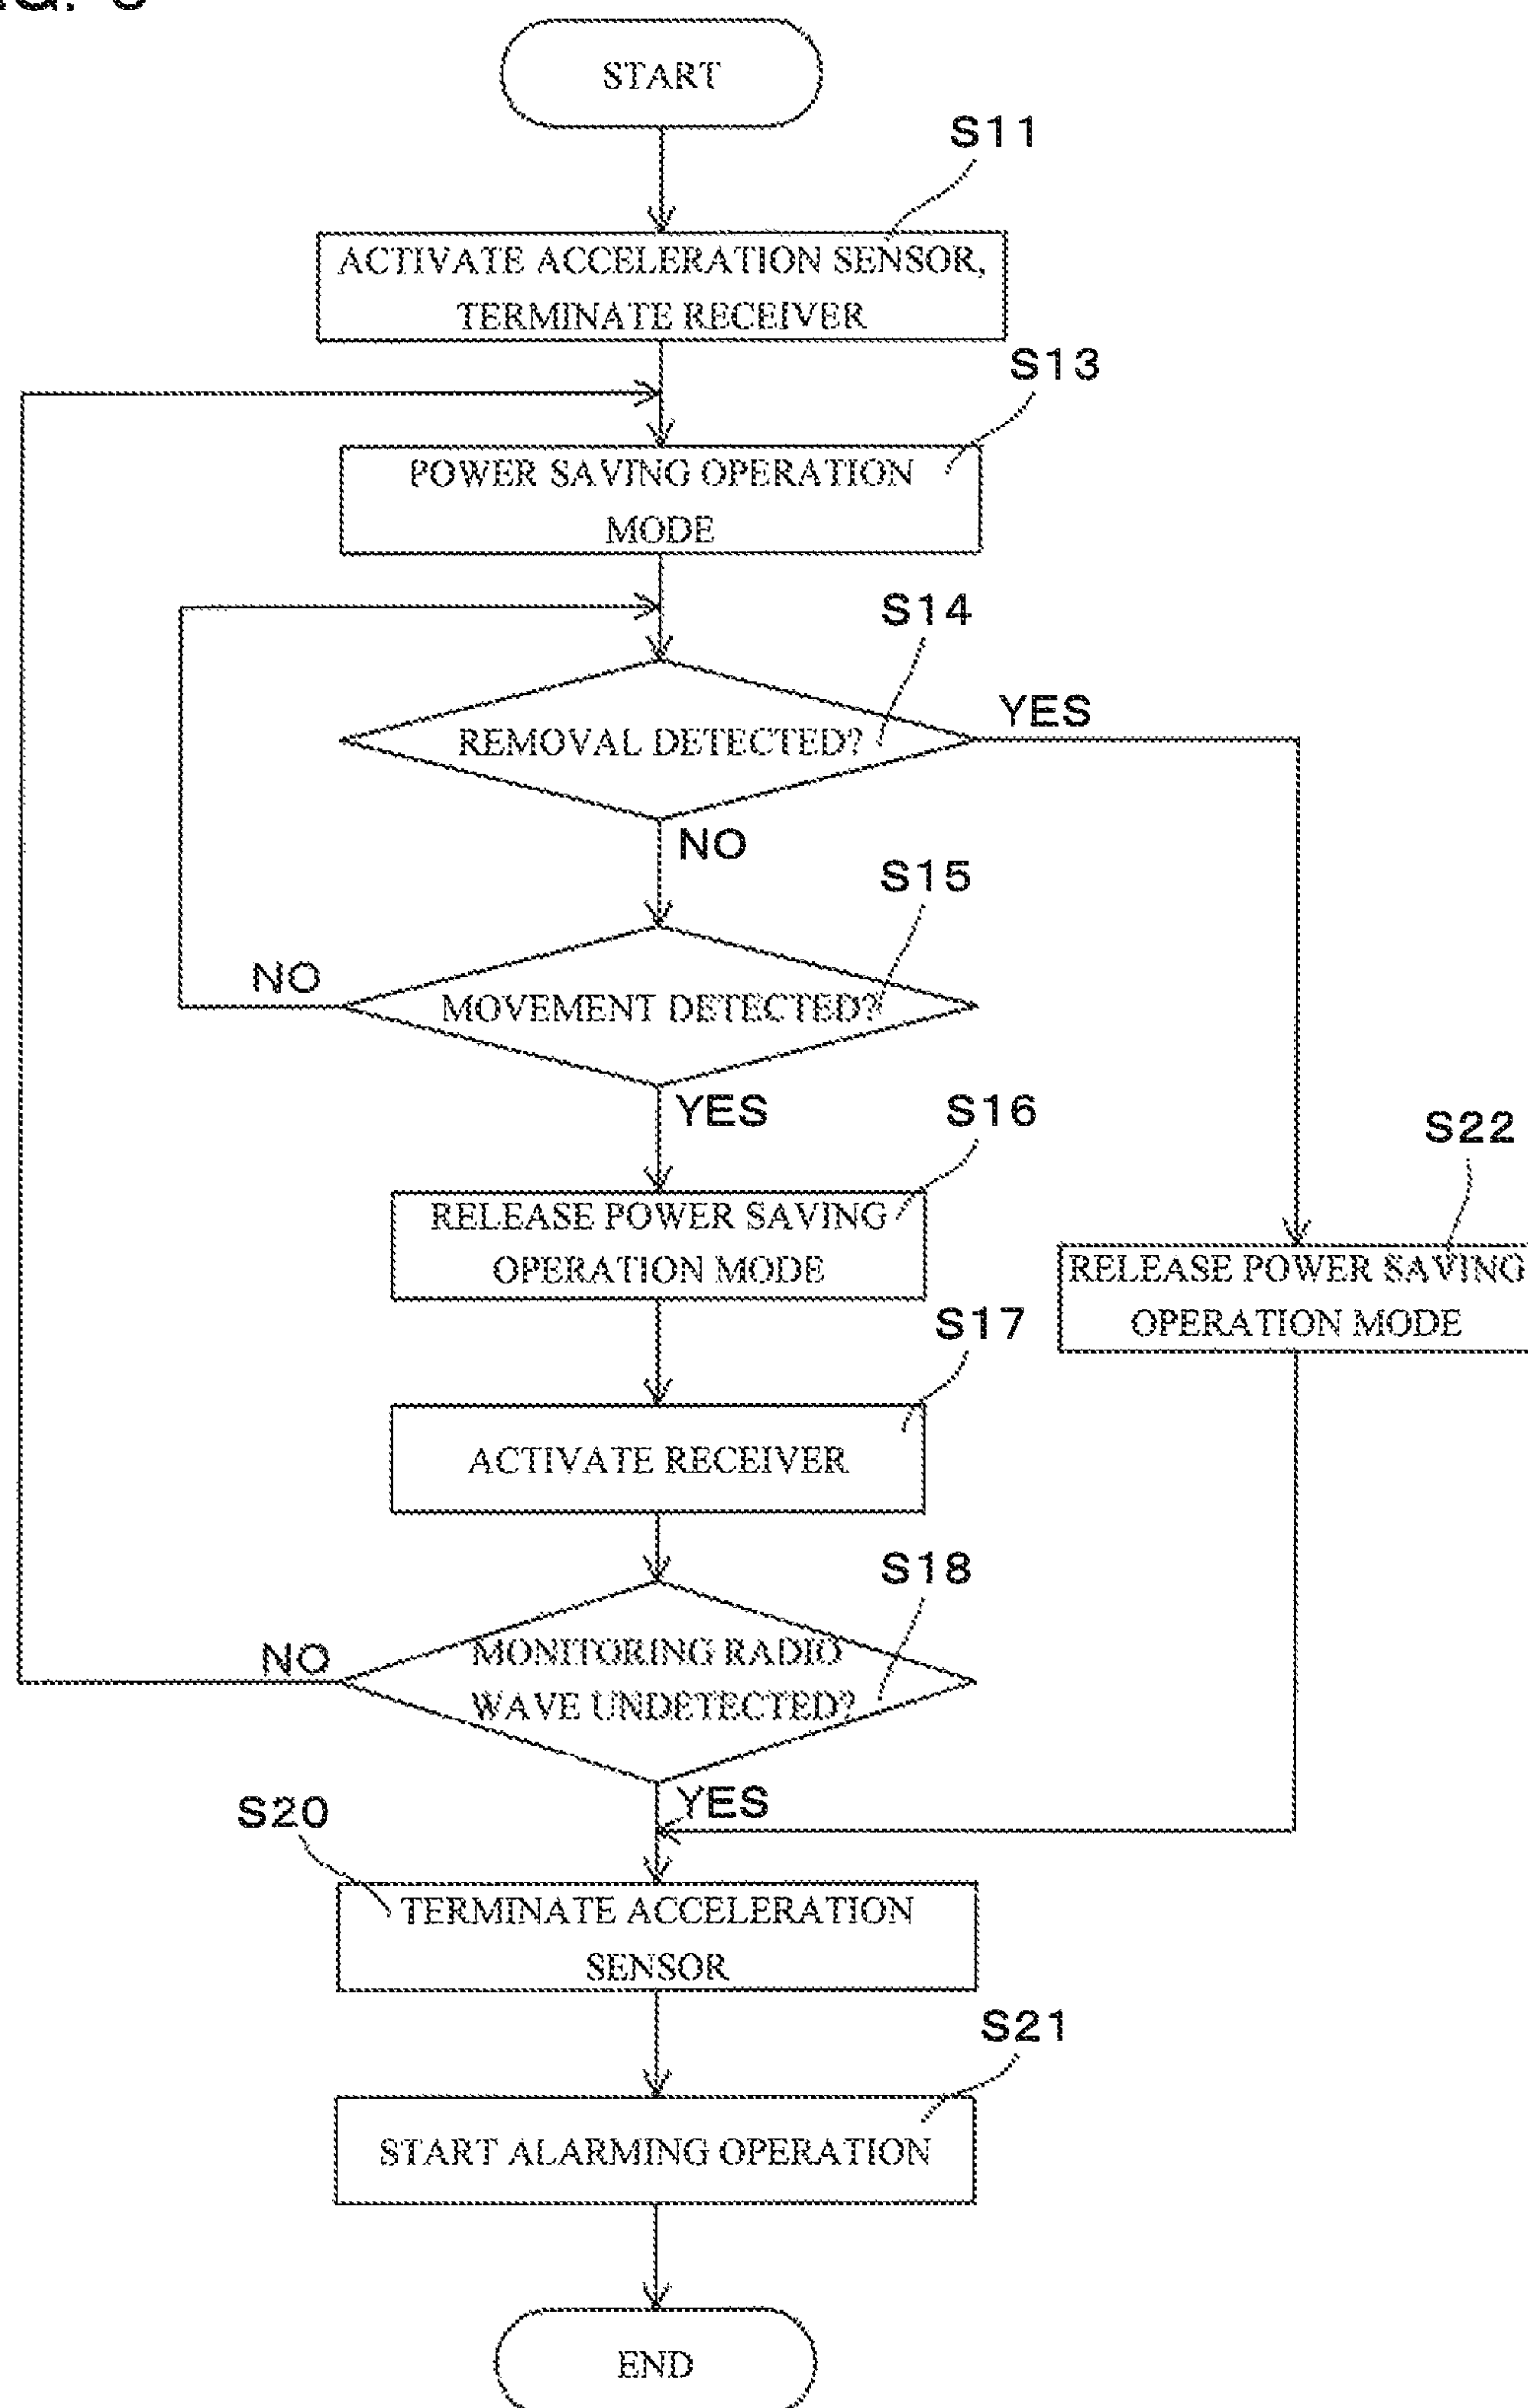 START
S11
ACTIVATE ACCELERATION SENSOR,
TERMINATE RECEIVER
S13
POWER SAVING OPERATION
MODE
S14
REMOVAL DETECTED?
YES
NO
S15
MOVEMENT DETECTED?
NO
YES
S16
RELEASE POWER SAVING
OPERATION MODE
S22
RELEASE POWER SAVING
OPERATION MODE
S17
ACTIVATE RECEIVER
S18
MONITORING RADIO
WAVE UNDETECTED?
NO
YES
S20
TERMINATE ACCELERATION
SENSOR
S21
START ALARMING OPERATION
END